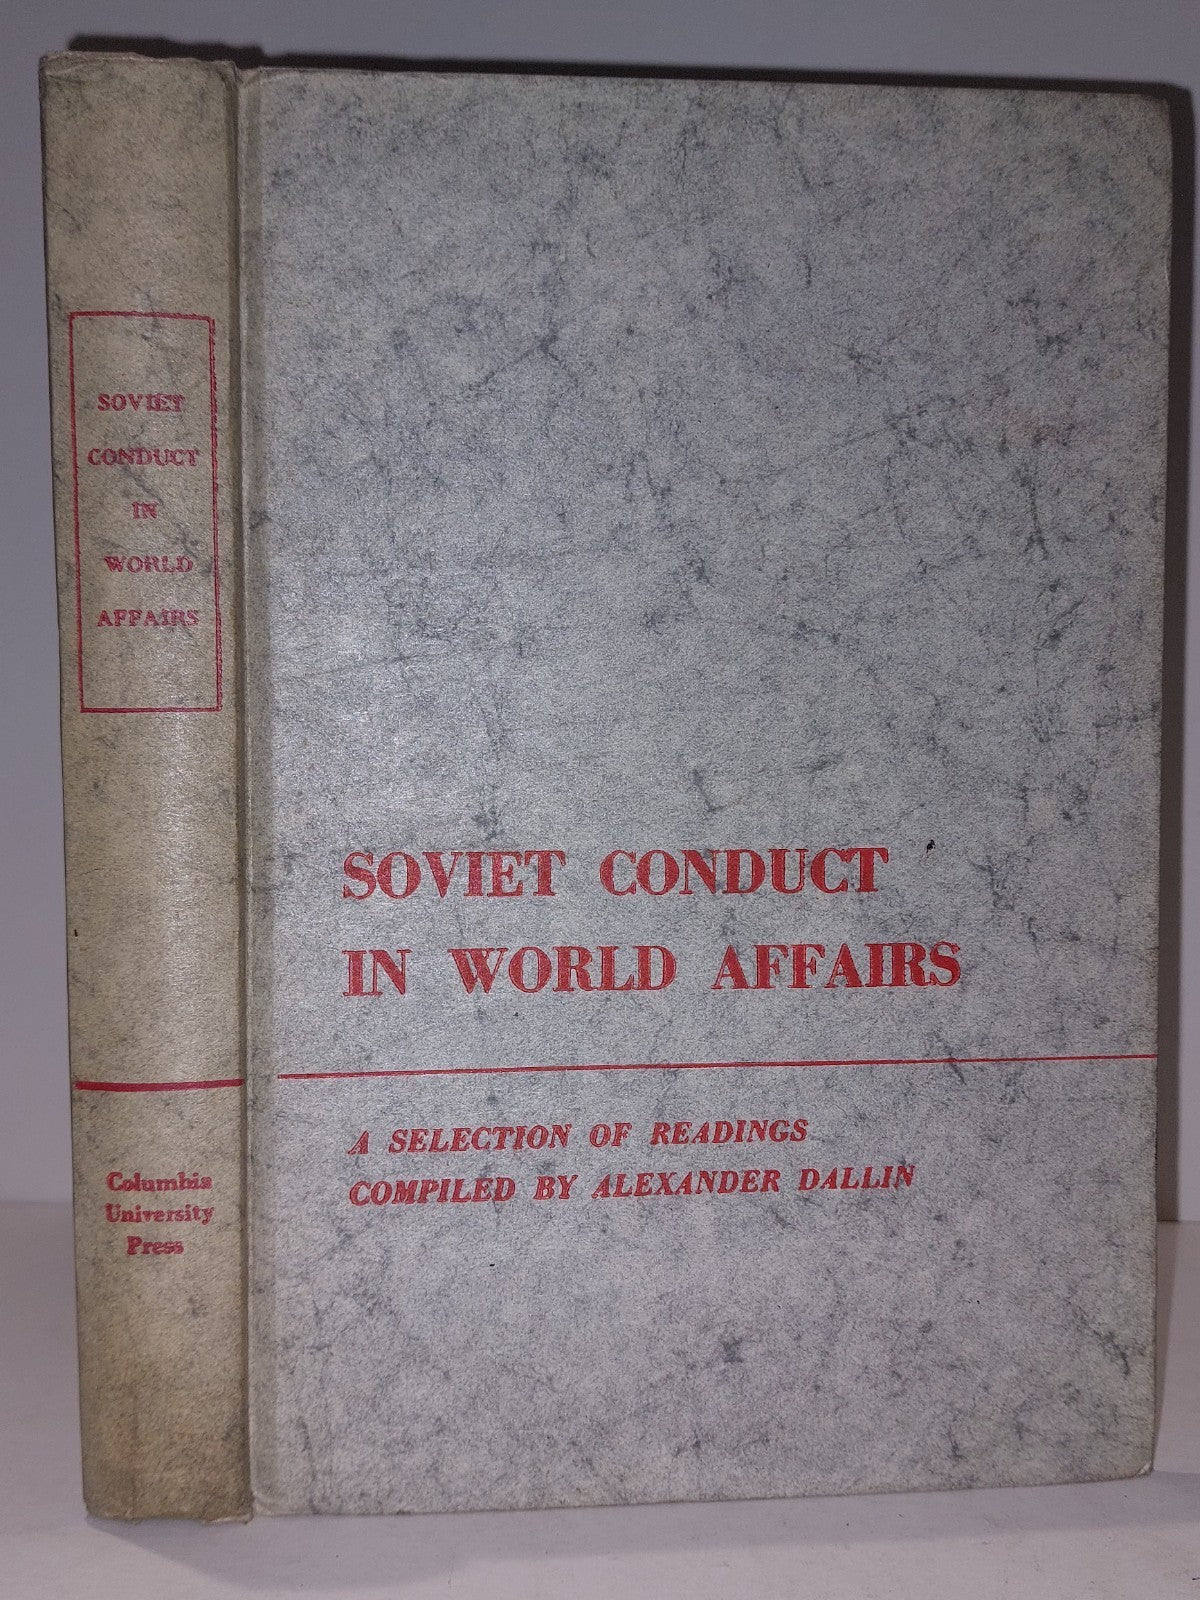 SOVIET
CONDUCT
IN
WORLD
AFFAIRS
Columbia
University
Press
SOVIET CONDUCT
IN WORLD AFFAIRS
A SELECTION OF READINGS
COMPILED BY ALEXANDER DALLIN